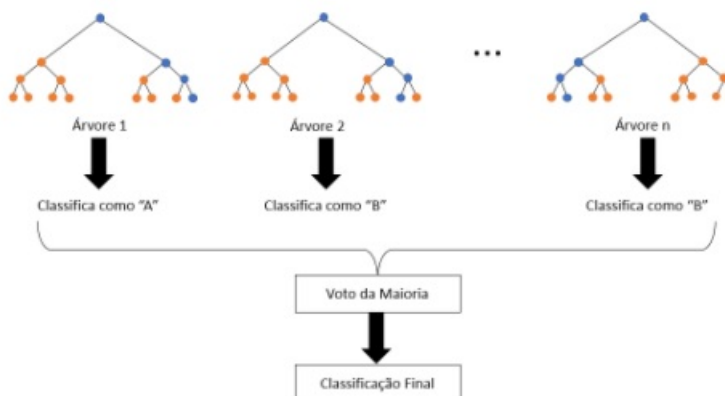 Árvore 1
Árvore 2
...
Árvore n
Classifica como “A”
Classifica como “B”
Classifica como “B”
Voto da Maioria
Classificação Final